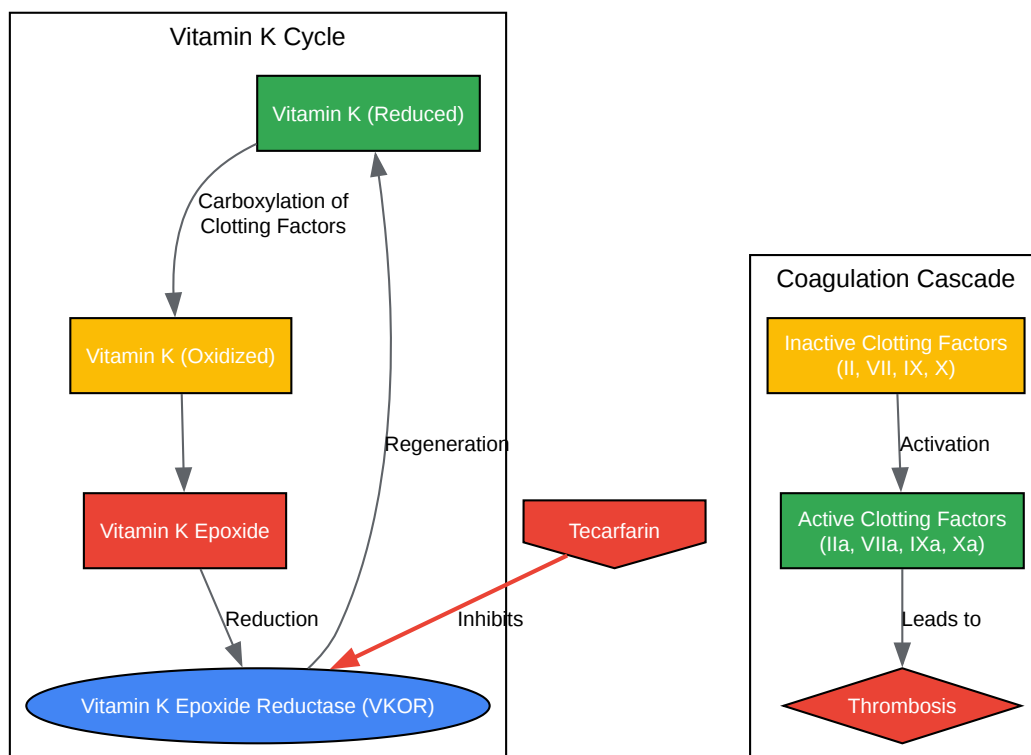 Vitamin K Cycle
Vitamin K (Reduced)
Carboxylation of
Clotting Factors
Vitamin K (Oxidized)
Regeneration
Vitamin K Epoxide
Tecarfarin
Reduction
Inhibits
Vitamin K Epoxide Reductase (VKOR)
Coagulation Cascade
Inactive Clotting Factors
(II, VII, IX, X)
Activation
Active Clotting Factors
(IIa, VIIa, IXa, Xa)
Leads to
Thrombosis